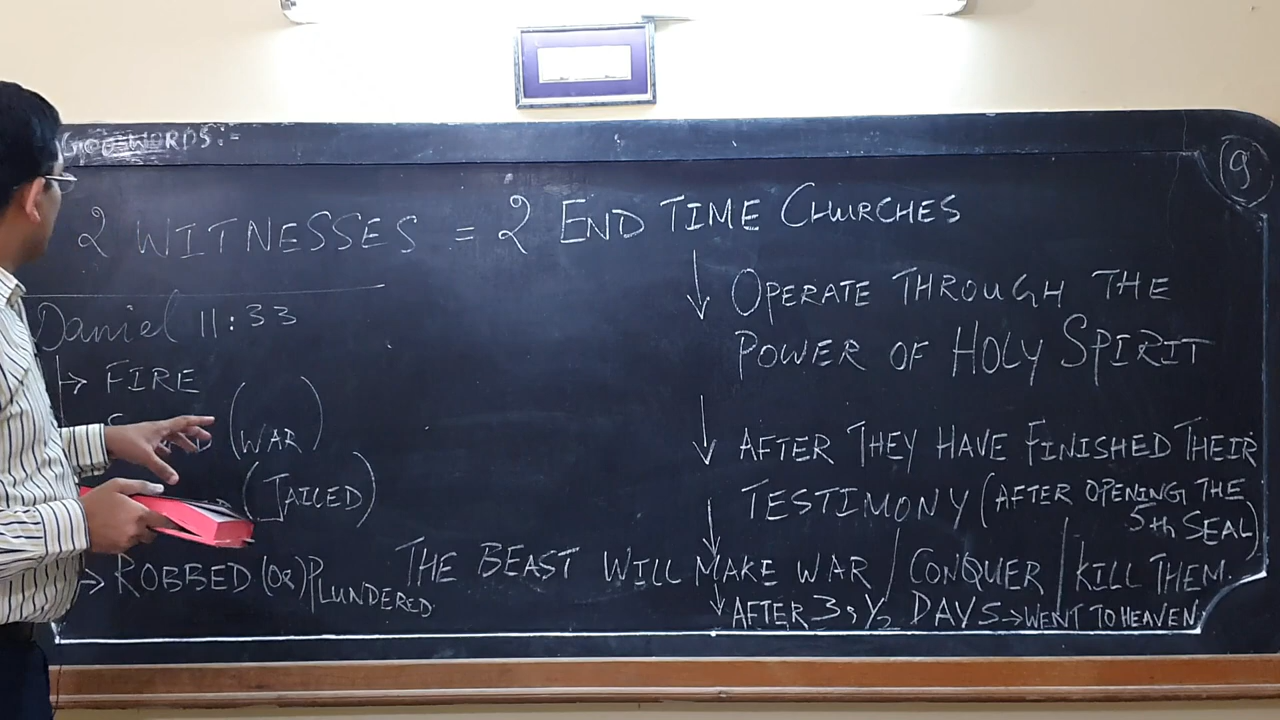 GOD WORDS:-
9
2 WITNESSES = 2 END TIME CHURCHES
↓ OPERATE THROUGH THE
POWER OF HOLY SPIRIT
↓ AFTER THEY HAVE FINISHED THEIR
TESTIMONY (AFTER OPENING THE
5th SEAL)
↓
THE BEAST WILL MAKE WAR / CONQUER / KILL THEM.
↓ AFTER 3, 1/2 DAYS → WENT TO HEAVEN
Daniel 11:33
→ FIRE
(WAR)
(JAILED)
→ ROBBED (OR) PLUNDERED.